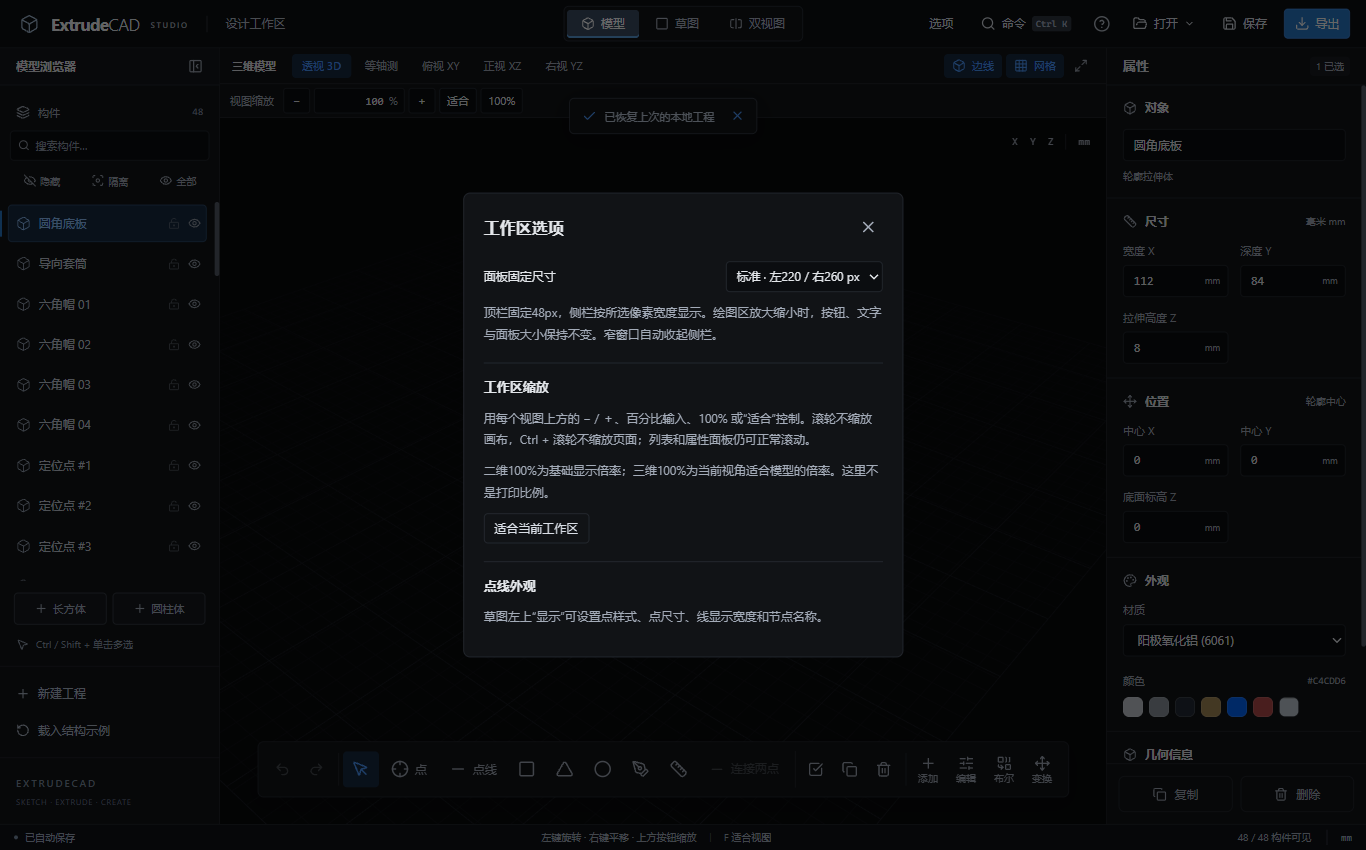 ExtrudeCAD STUDIO 设计工作区 模型 草图 双视图 选项 命令 Ctrl K 打开 保存 导出
模型浏览器
三维模型 透视 3D 等轴测 俯视 XY 正视 XZ 右视 YZ 边线 网格
属性 1 已选
视图缩放 − 100 % + 适合 100%
已恢复上次的本地工程
构件 48
搜索构件...
隐藏 隔离 全部
圆角底板
导向套筒
六角帽 01
六角帽 02
六角帽 03
六角帽 04
定位点 #1
定位点 #2
定位点 #3
+ 长方体 + 圆柱体
Ctrl / Shift + 单击多选
+ 新建工程
载入结构示例
EXTRUDECAD
SKETCH · EXTRUDE · CREATE
X Y Z mm
工作区选项
面板固定尺寸 标准 · 左220 / 右260 px
顶栏固定48px，侧栏按所选像素宽度显示。绘图区放大缩小时，按钮、文字
与面板大小保持不变。窄窗口自动收起侧栏。
工作区缩放
用每个视图上方的 − / +、百分比输入、100% 或“适合”控制。滚轮不缩放
画布，Ctrl + 滚轮不缩放页面；列表和属性面板仍可正常滚动。
二维100%为基础显示倍率；三维100%为当前视角适合模型的倍率。这里不
是打印比例。
适合当前工作区
点线外观
草图左上“显示”可设置点样式、点尺寸、线显示宽度和节点名称。
点 点线 连接两点 添加 编辑 布尔 变换
对象
圆角底板
轮廓拉伸体
尺寸 毫米 mm
宽度 X 深度 Y
112 mm 84 mm
拉伸高度 Z
8 mm
位置 轮廓中心
中心 X 中心 Y
0 mm 0 mm
底面标高 Z
0 mm
外观
材质
阳极氧化铝 (6061)
颜色 #C4CDD6
几何信息
复制 删除
已自动保存 左键旋转 · 右键平移 · 上方按钮缩放 F 适合视图 48 / 48 构件可见 mm